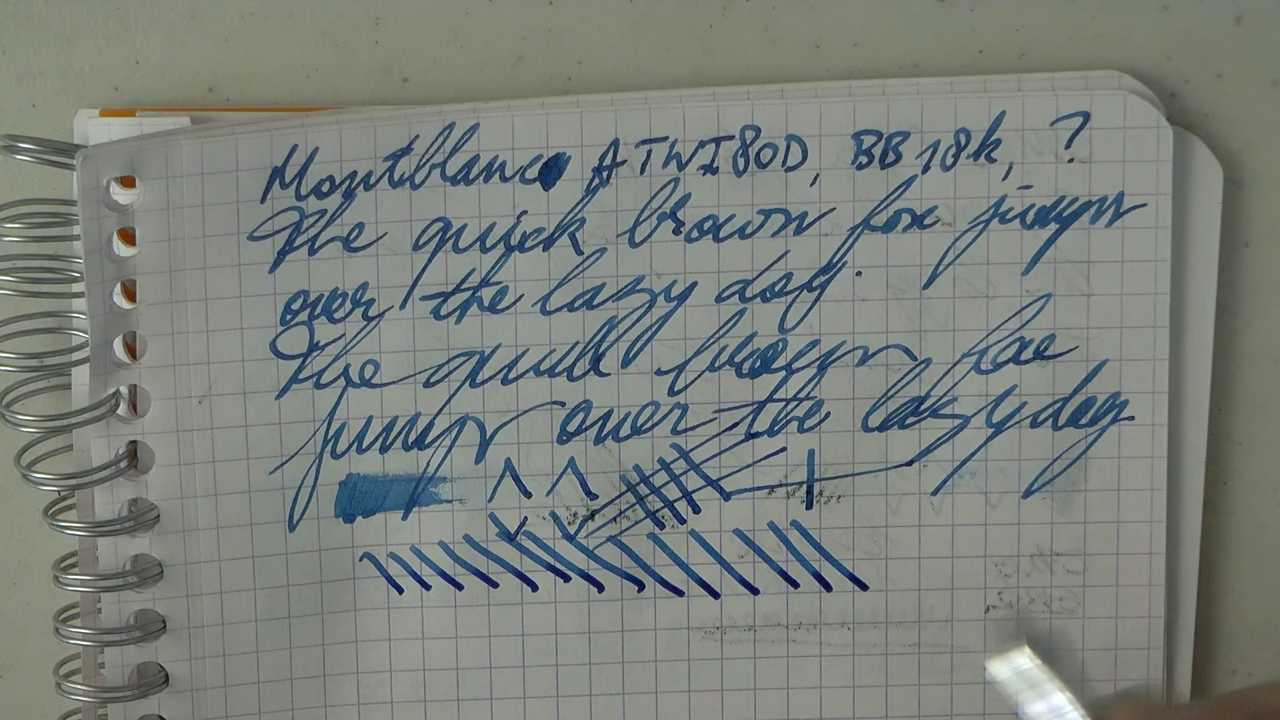 Montblanc A TWI80D, BB 18k, ?
The quick brown fox jumps
over the lazy dog.
The quick brown fox
jumps over the lazy dog